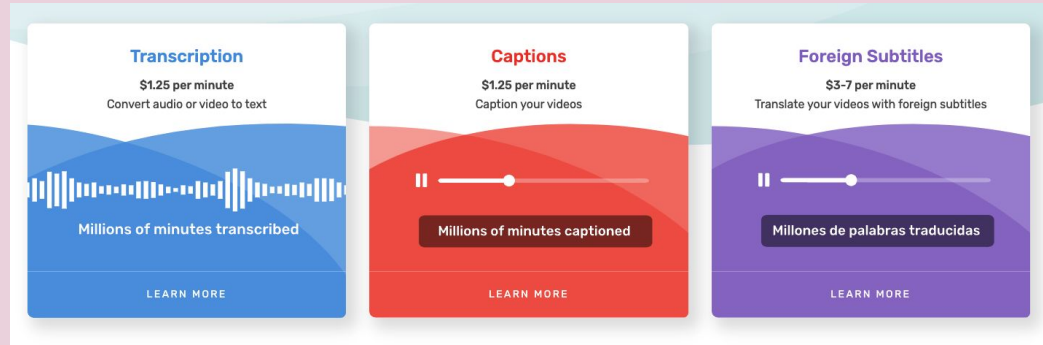 Transcription
$1.25 per minute
Convert audio or video to text
Millions of minutes transcribed
LEARN MORE
Captions
$1.25 per minute
Caption your videos
Millions of minutes captioned
LEARN MORE
Foreign Subtitles
$3-7 per minute
Translate your videos with foreign subtitles
Millones de palabras traducidas
LEARN MORE